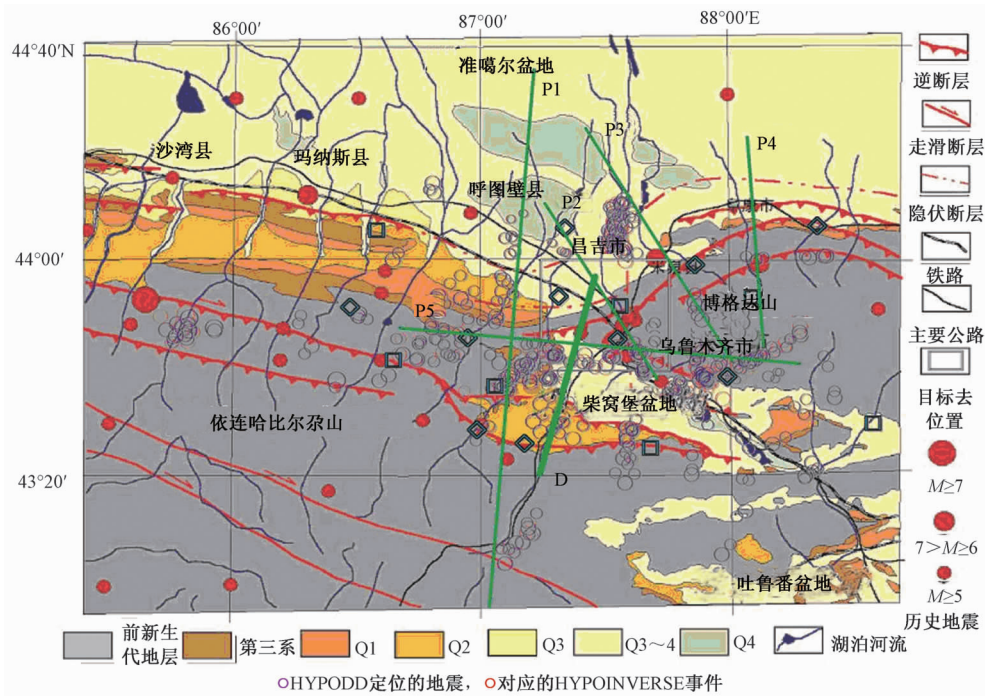 86°00′
87°00′
88°00′E
44°40′N
44°00′
43°20′
准噶尔盆地
P1
P3
P4
沙湾县
玛纳斯县
呼图壁县
P2
昌吉市
P5
博格达山
乌鲁木齐市
柴窝堡盆地
依连哈比尔尕山
D
吐鲁番盆地
逆断层
走滑断层
隐伏断层
铁路
主要公路
目标去
位置
M≥7
7>M≥6
M≥5
历史地震
前新生
代地层
第三系
Q1
Q2
Q3
Q3~4
Q4
湖泊河流
HYPODD定位的地震，
对应的HYPOINVERSE事件